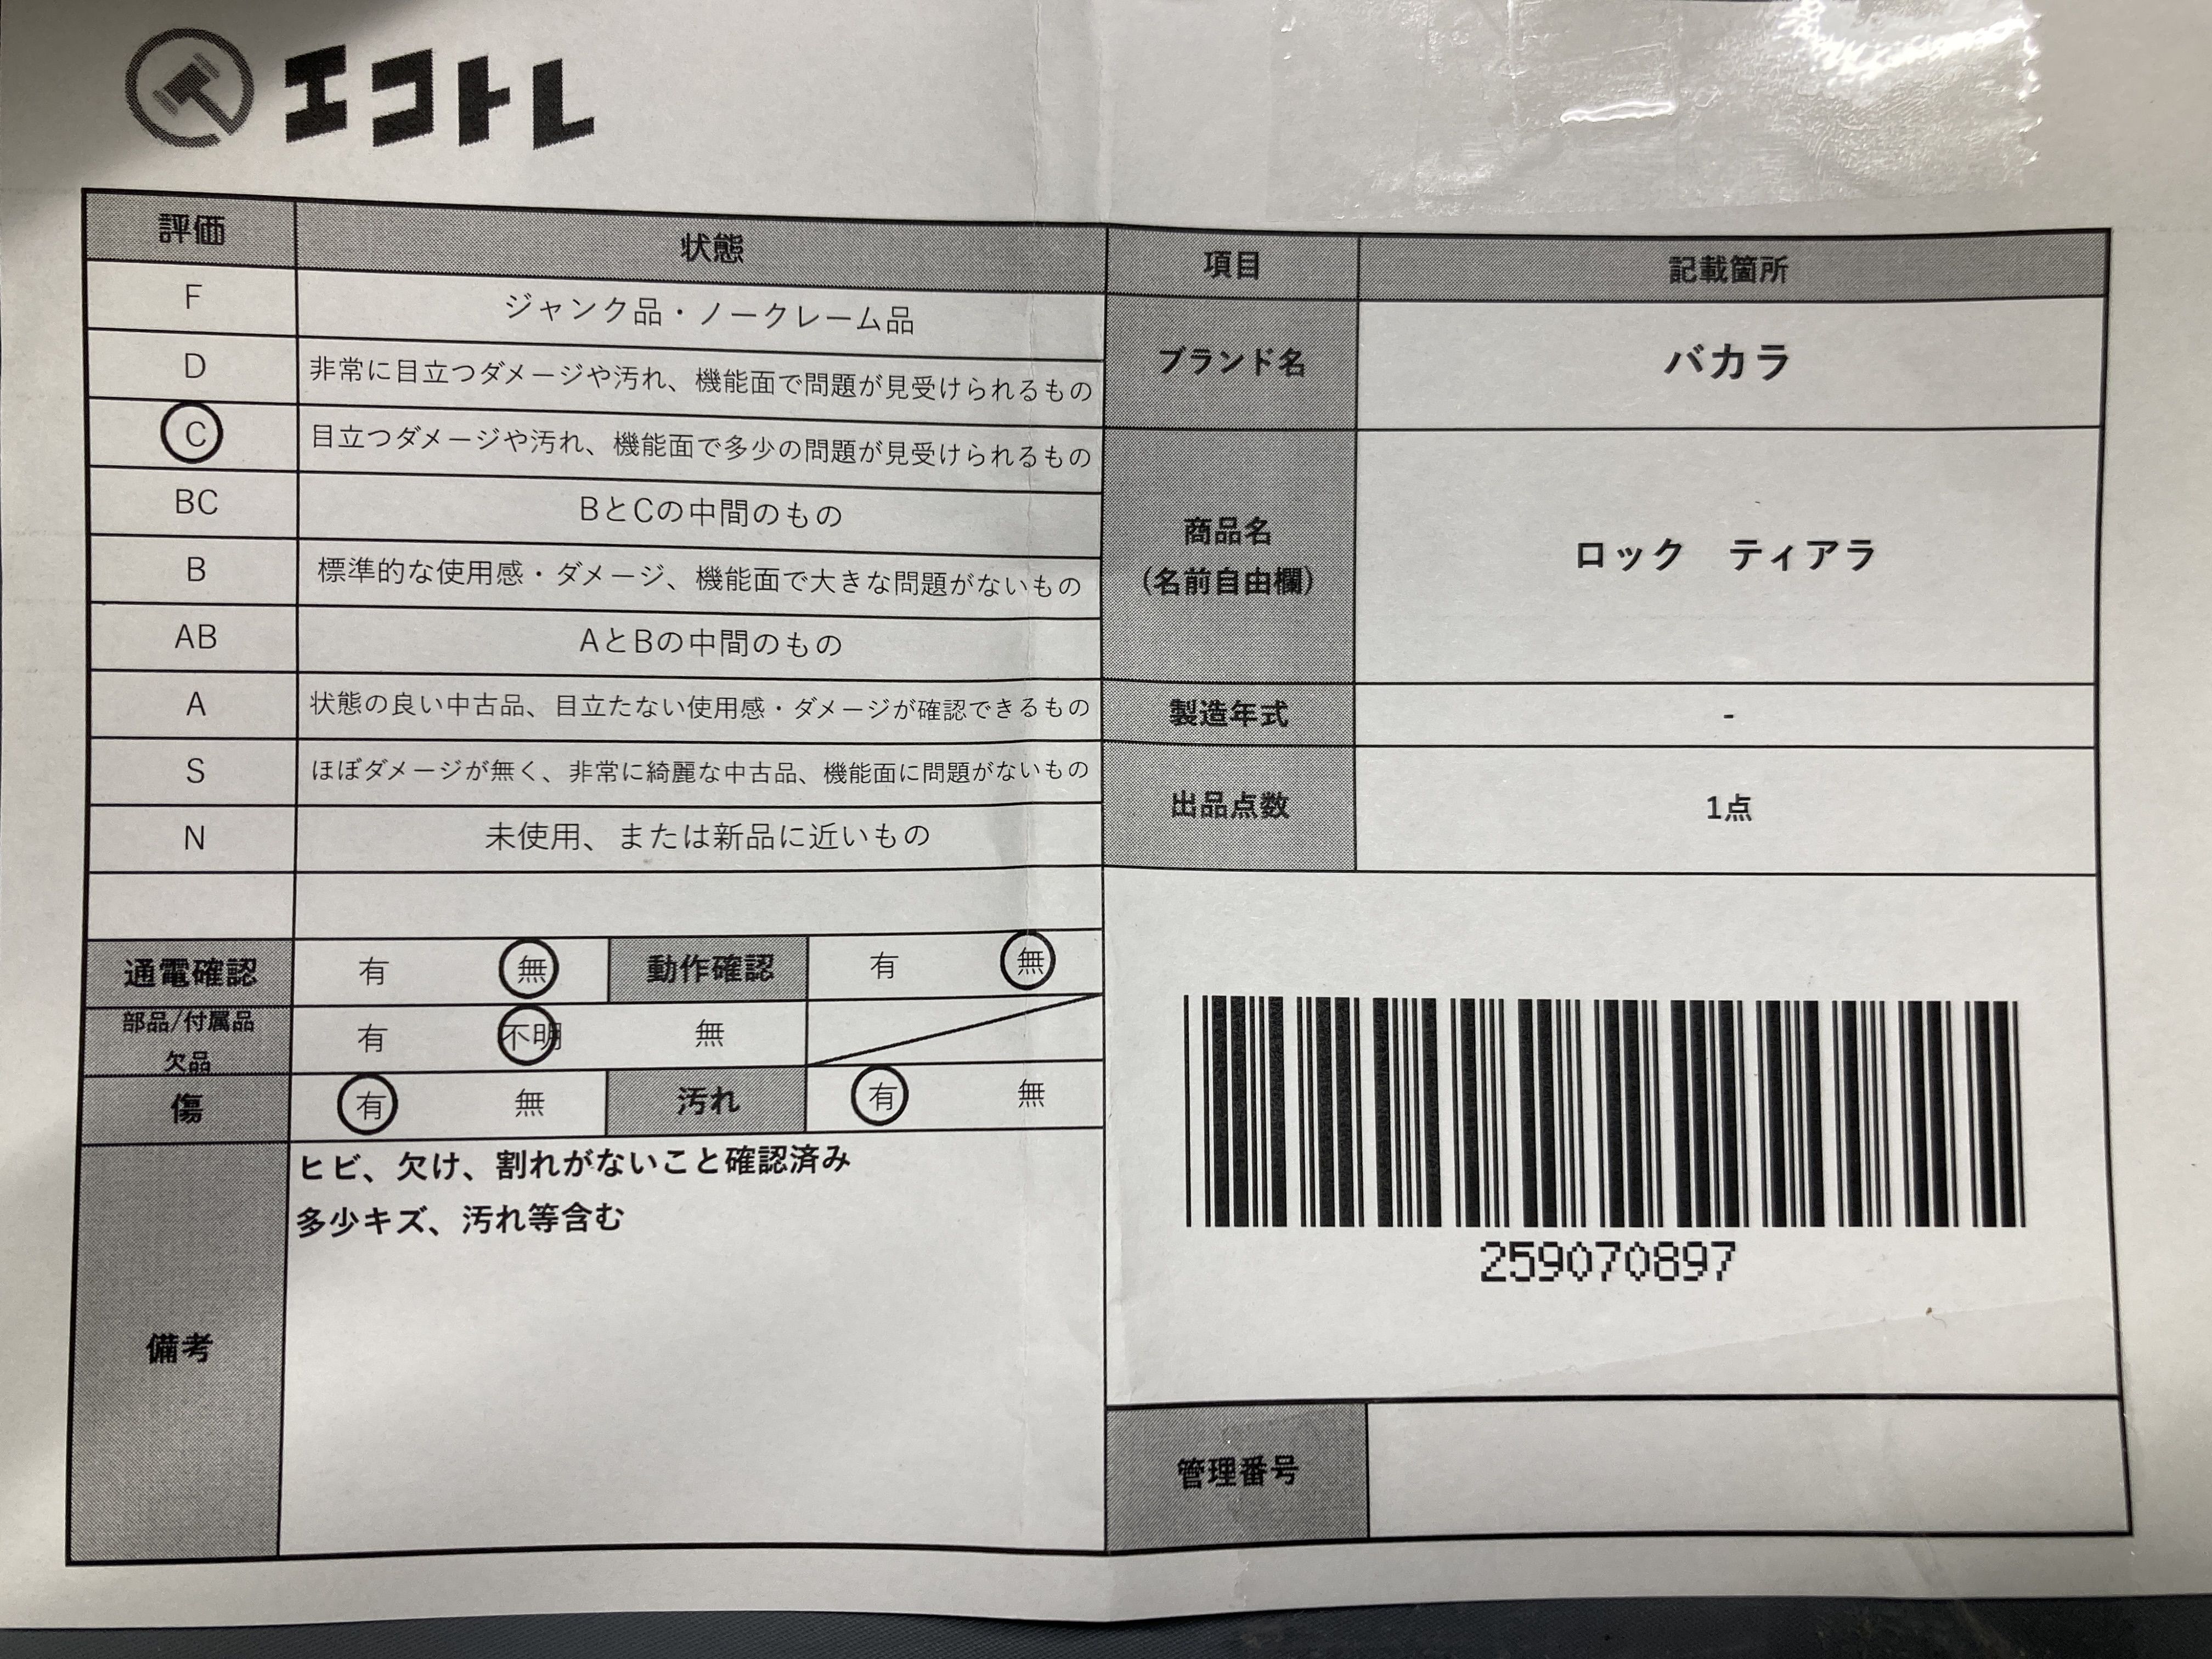 エコトレ
評価 状態
F ジャンク品・ノークレーム品
D 非常に目立つダメージや汚れ、機能面で問題が見受けられるもの
C 目立つダメージや汚れ、機能面で多少の問題が見受けられるもの
BC BとCの中間のもの
B 標準的な使用感・ダメージ、機能面で大きな問題がないもの
AB AとBの中間のもの
A 状態の良い中古品、目立たない使用感・ダメージが確認できるもの
S ほぼダメージが無く、非常に綺麗な中古品、機能面に問題がないもの
N 未使用、または新品に近いもの
通電確認 有 無 動作確認 有 無
部品/付属品
欠品 有 不明 無
傷 有 無 汚れ 有 無
備考
ヒビ、欠け、割れがないこと確認済み
多少キズ、汚れ等含む
項目 記載箇所
ブランド名 バカラ
商品名
(名前自由欄)
ロック ティアラ
製造年式 -
出品点数 1点
259070897
管理番号